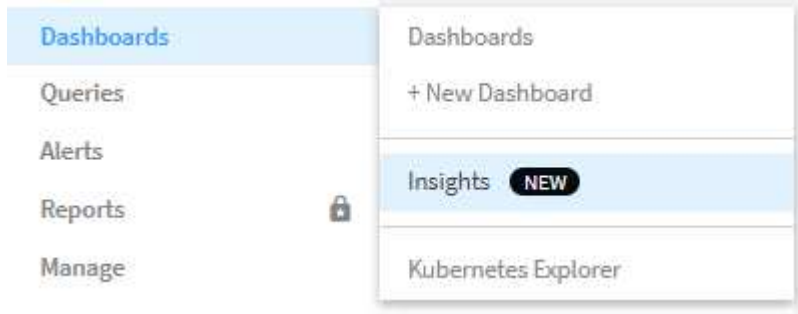 Dashboards
Queries
Alerts
Reports
Manage
Dashboards
+ New Dashboard
Insights NEW
Kubernetes Explorer